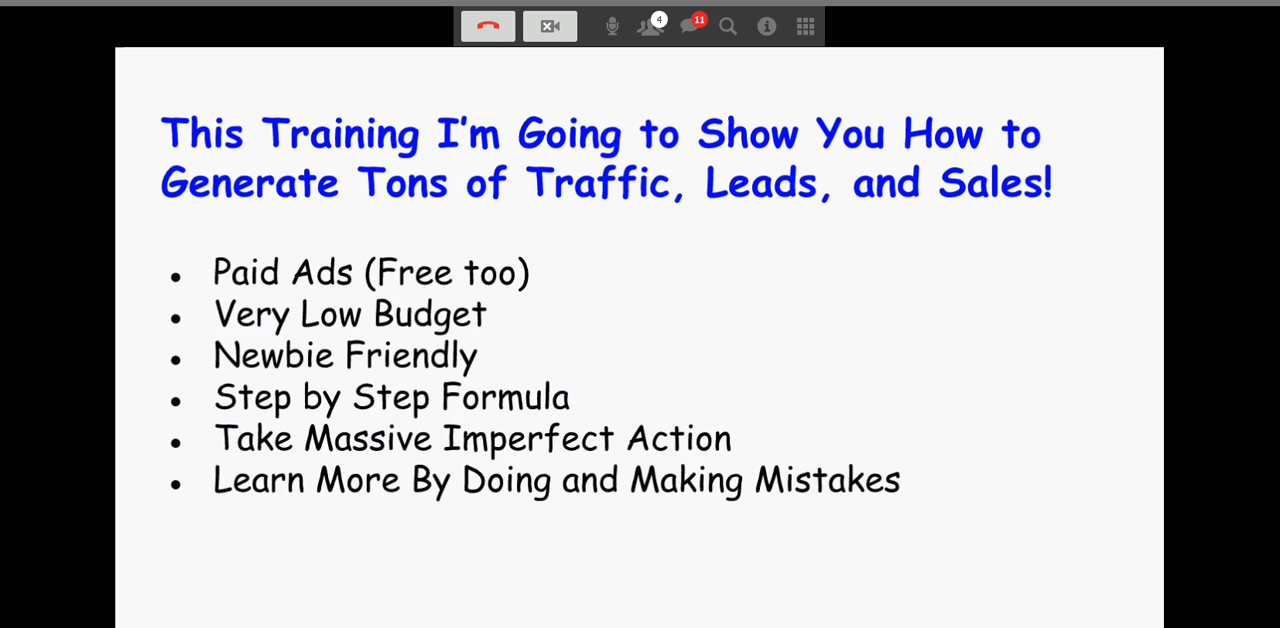 4
11
This Training I'm Going to Show You How to
Generate Tons of Traffic, Leads, and Sales!
• Paid Ads (Free too)
• Very Low Budget
• Newbie Friendly
• Step by Step Formula
• Take Massive Imperfect Action
• Learn More By Doing and Making Mistakes